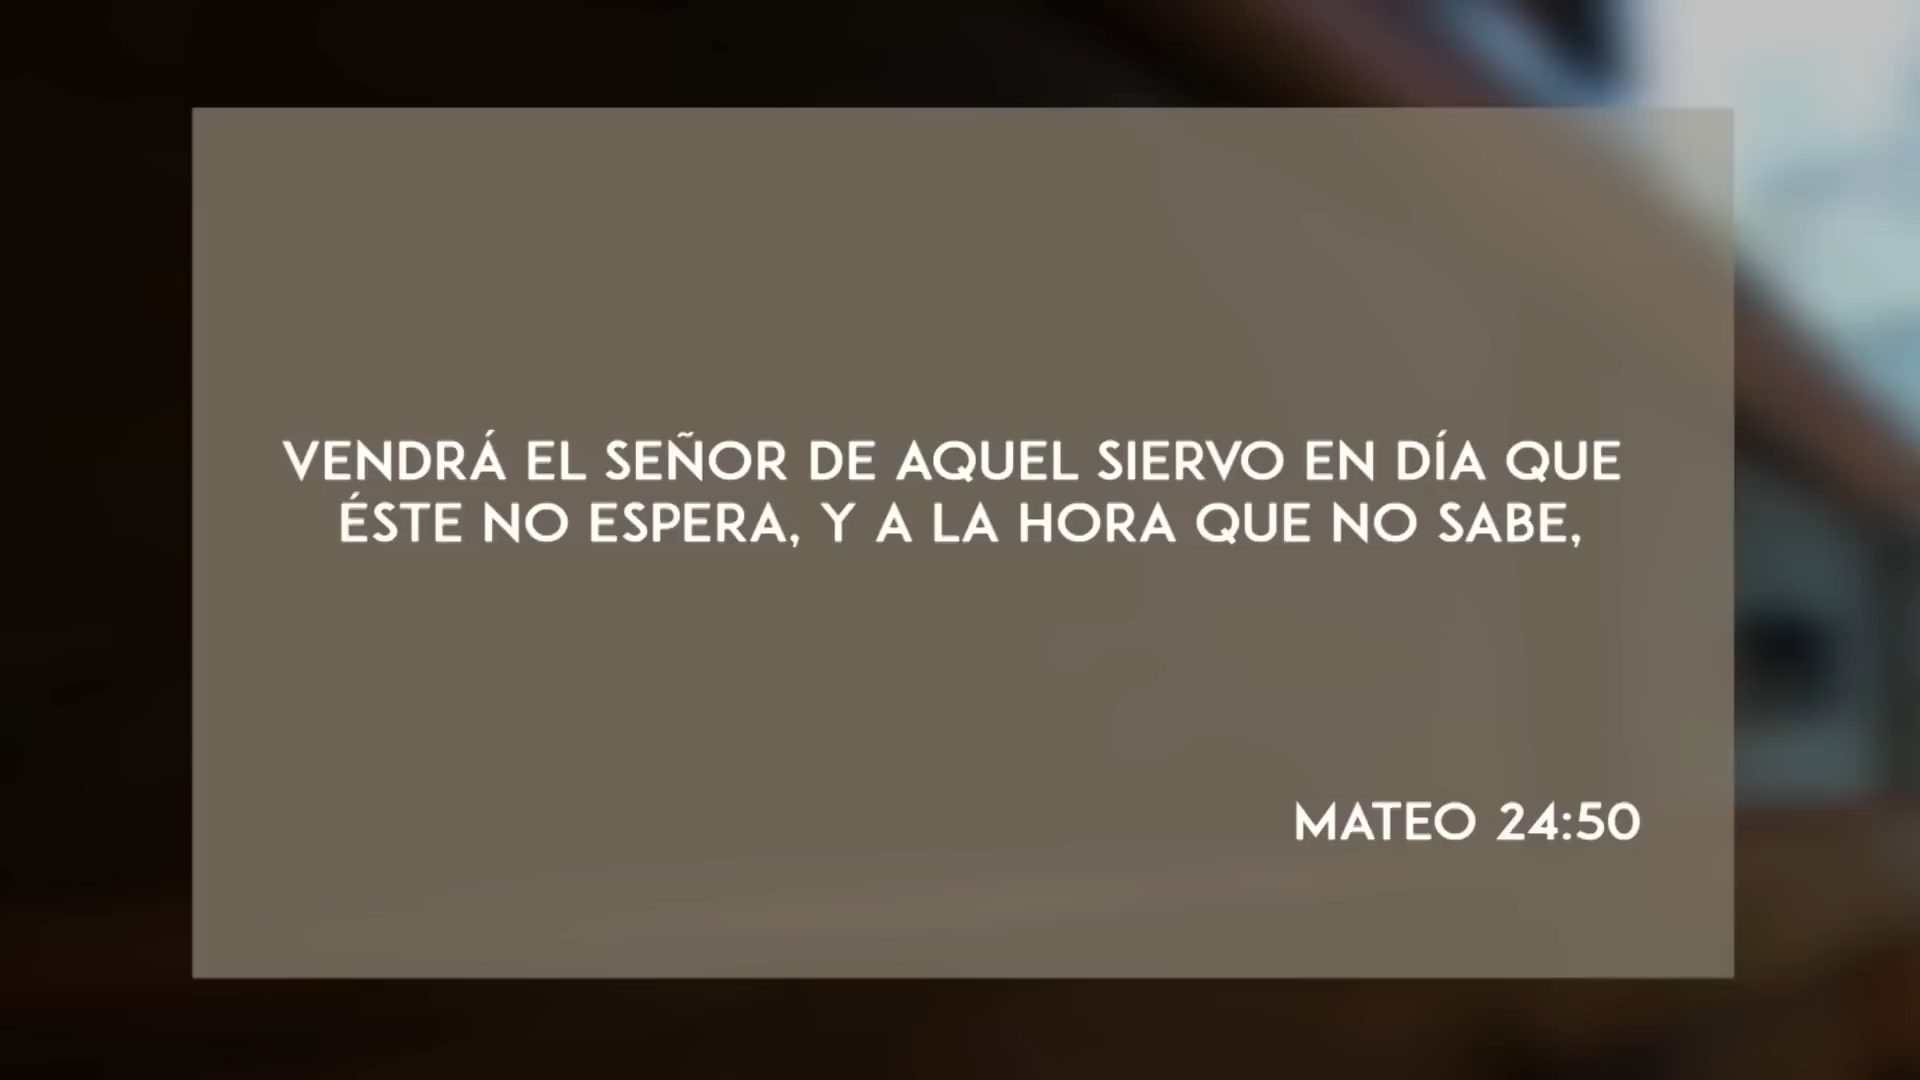 VENDRÁ EL SEÑOR DE AQUEL SIERVO EN DÍA QUE
ÉSTE NO ESPERA, Y A LA HORA QUE NO SABE,
MATEO 24:50